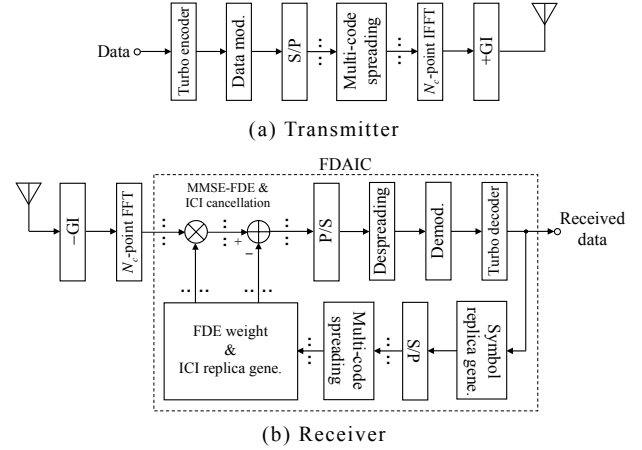 Data
Turbo encoder
Data mod.
S/P
Multi-code
spreading
N_c-point IFFT
+GI
(a) Transmitter
FDAIC
−GI
N_c-point FFT
MMSE-FDE &
ICI cancellation
+
−
P/S
Despreading
Demod.
Turbo decoder
Received
data
FDE weight
&
ICI replica gene.
Multi-code
spreading
S/P
Symbol
replica gene.
(b) Receiver